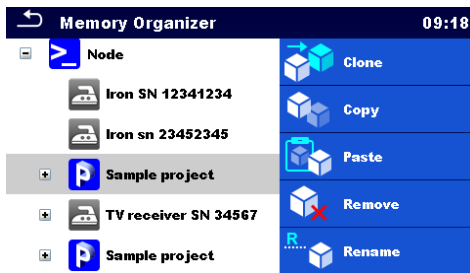 Memory Organizer 09:18
Node
Iron SN 12341234
Iron sn 23452345
Sample project
TV receiver SN 34567
Sample project
Clone
Copy
Paste
Remove
R
Rename